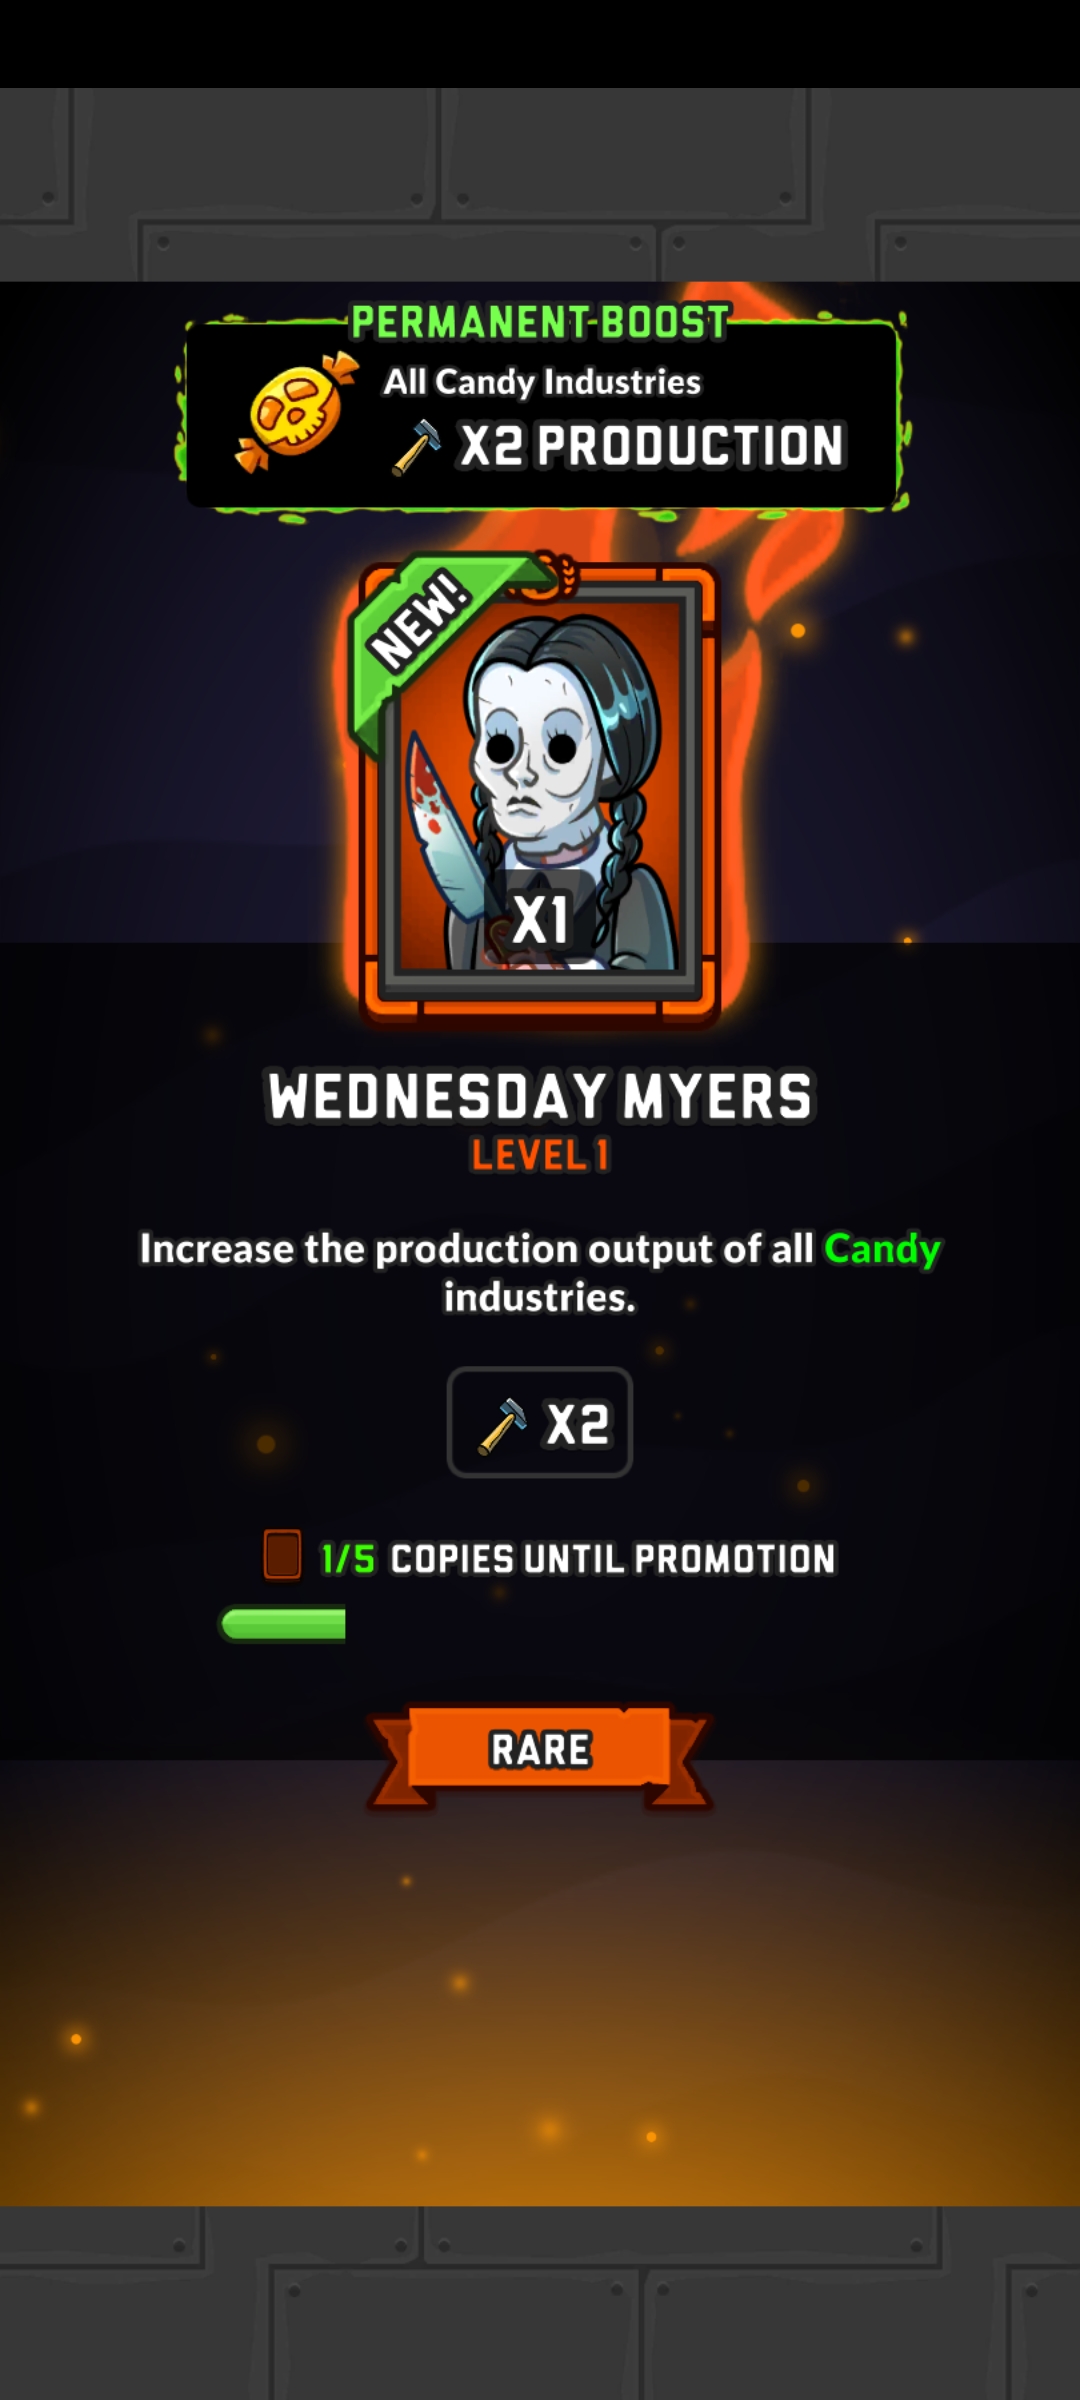 PERMANENT BOOST
All Candy Industries
X2 PRODUCTION
NEW!
X1
WEDNESDAY MYERS
LEVEL 1
Increase the production output of all Candy
industries.
X2
1/5 COPIES UNTIL PROMOTION
RARE